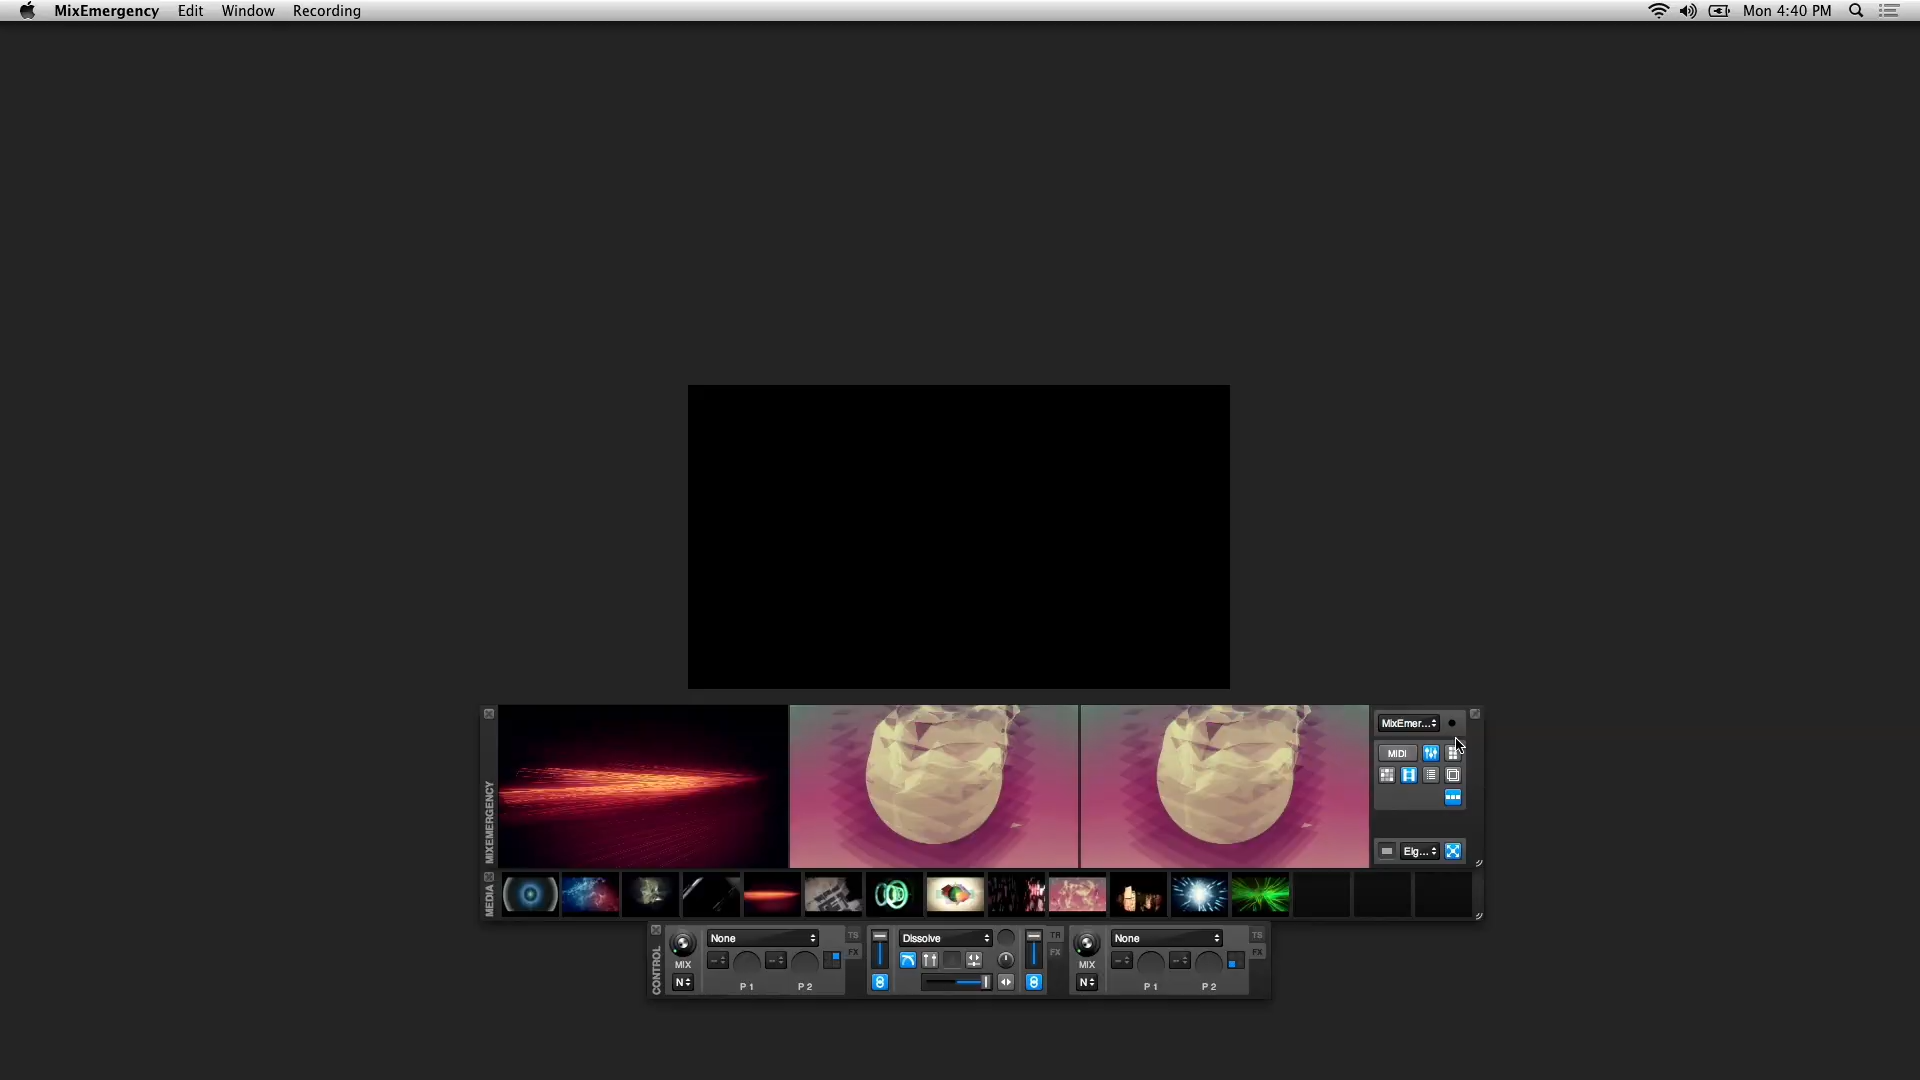 MixEmergency Edit Window Recording Mon 4:40 PM
MIXEMERGENCY
MixEmer...
MIDI
Elg...
MEDIA
CONTROL
None TS Dissolve TR None TS
FX FX FX
MIX MIX
N P 1 P 2 N P 1 P 2